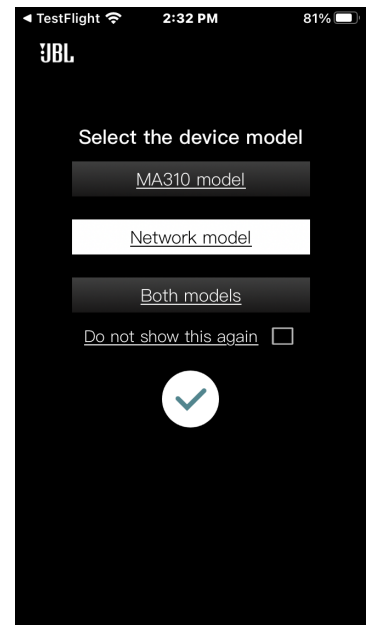 ◀ TestFlight 2:32 PM 81%
JBL
Select the device model
MA310 model
Network model
Both models
Do not show this again